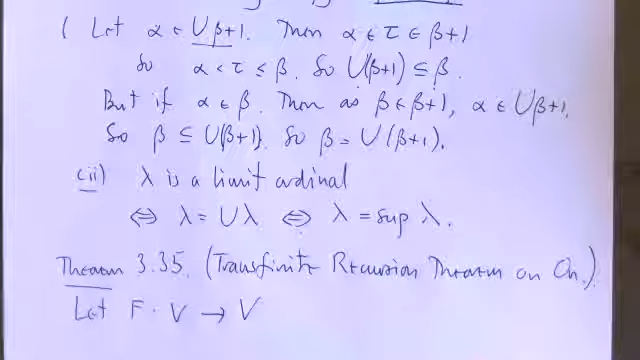 ( Let α ∈ ∪β+1. Then α ∈ τ ∈ β+1
So α < τ ≤ β. So ∪(β+1) ⊆ β.
But if α ∈ β. Then as β ∈ β+1, α ∈ ∪β+1.
So β ⊆ ∪(β+1). So β = ∪(β+1).
(ii) λ is a limit ordinal
⇔ λ = ∪λ ⇔ λ = sup λ.
Theorem 3.35. (Transfinite Recursion Theorem on On.)
Let F : V → V